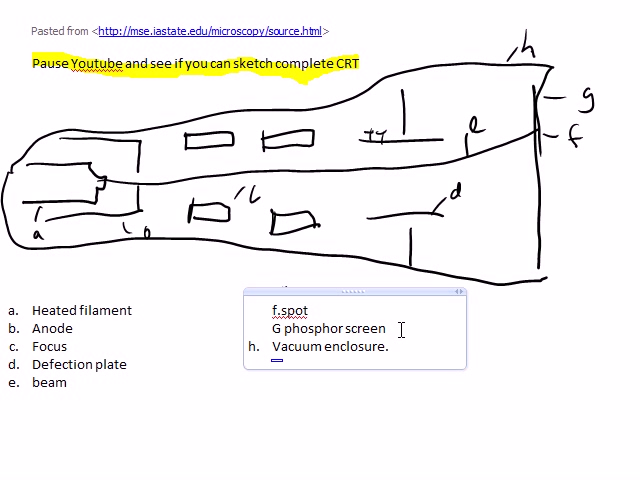 Pasted from <http://mse.iastate.edu/microscopy/source.html>
Pause Youtube and see if you can sketch complete CRT
h
g
f
e
d
a
b
a. Heated filament
b. Anode
c. Focus
d. Defection plate
e. beam
f.spot
G phosphor screen
h. Vacuum enclosure.